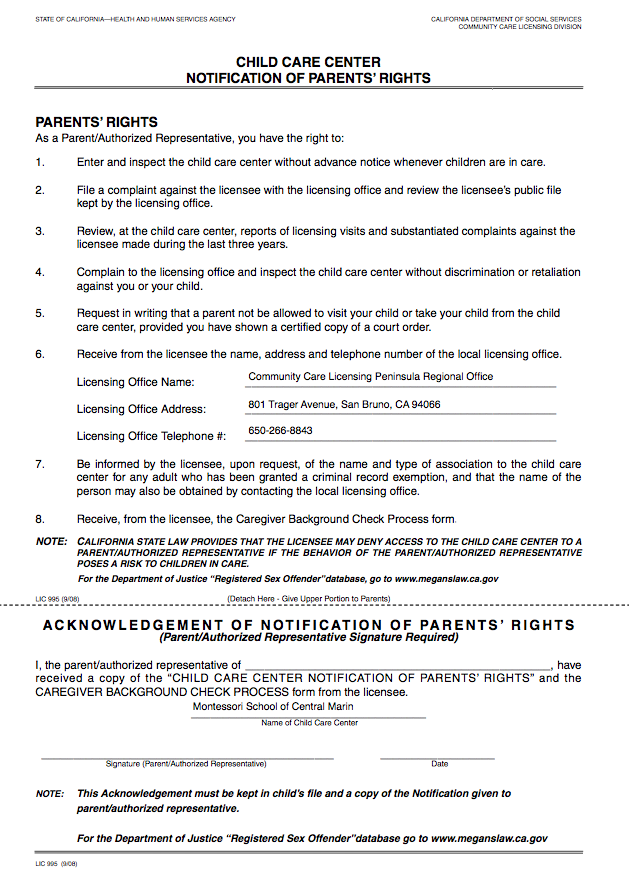 STATE OF CALIFORNIA—HEALTH AND HUMAN SERVICES AGENCY
CALIFORNIA DEPARTMENT OF SOCIAL SERVICES
COMMUNITY CARE LICENSING DIVISION
CHILD CARE CENTER
NOTIFICATION OF PARENTS' RIGHTS
PARENTS' RIGHTS
As a Parent/Authorized Representative, you have the right to:
1. Enter and inspect the child care center without advance notice whenever children are in care.
2. File a complaint against the licensee with the licensing office and review the licensee's public file
kept by the licensing office.
3. Review, at the child care center, reports of licensing visits and substantiated complaints against the
licensee made during the last three years.
4. Complain to the licensing office and inspect the child care center without discrimination or retaliation
against you or your child.
5. Request in writing that a parent not be allowed to visit your child or take your child from the child
care center, provided you have shown a certified copy of a court order.
6. Receive from the licensee the name, address and telephone number of the local licensing office.
Licensing Office Name: Community Care Licensing Peninsula Regional Office
Licensing Office Address: 801 Trager Avenue, San Bruno, CA 94066
Licensing Office Telephone #: 650-266-8843
7. Be informed by the licensee, upon request, of the name and type of association to the child care
center for any adult who has been granted a criminal record exemption, and that the name of the
person may also be obtained by contacting the local licensing office.
8. Receive, from the licensee, the Caregiver Background Check Process form.
NOTE: CALIFORNIA STATE LAW PROVIDES THAT THE LICENSEE MAY DENY ACCESS TO THE CHILD CARE CENTER TO A
PARENT/AUTHORIZED REPRESENTATIVE IF THE BEHAVIOR OF THE PARENT/AUTHORIZED REPRESENTATIVE
POSES A RISK TO CHILDREN IN CARE.
For the Department of Justice "Registered Sex Offender"database, go to www.meganslaw.ca.gov
LIC 995 (9/08) (Detach Here - Give Upper Portion to Parents)
ACKNOWLEDGEMENT OF NOTIFICATION OF PARENTS' RIGHTS
(Parent/Authorized Representative Signature Required)
I, the parent/authorized representative of ____________________, have
received a copy of the "CHILD CARE CENTER NOTIFICATION OF PARENTS' RIGHTS" and the
CAREGIVER BACKGROUND CHECK PROCESS form from the licensee.
Montessori School of Central Marin
Name of Child Care Center
Signature (Parent/Authorized Representative) Date
NOTE: This Acknowledgement must be kept in child's file and a copy of the Notification given to
parent/authorized representative.
For the Department of Justice "Registered Sex Offender"database go to www.meganslaw.ca.gov
LIC 995 (9/08)